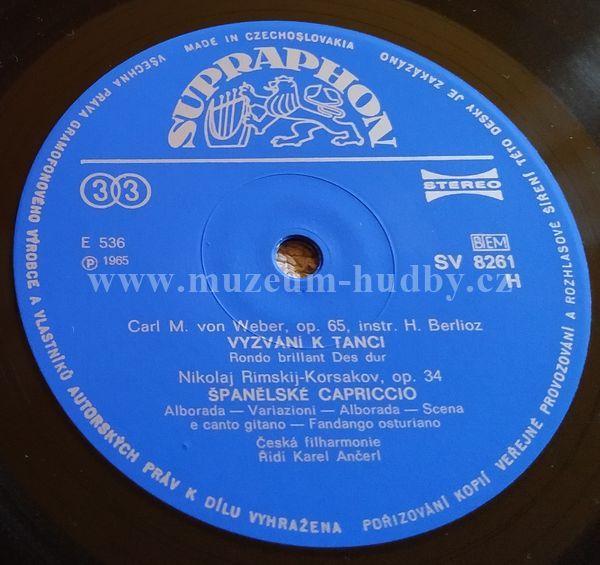 MADE IN CZECHOSLOVAKIA
SUPRAPHON
33
STEREO
E 536
BIEM
℗ 1965
SV 8261
H
www.muzeum-hudby.cz
Carl M. von Weber, op. 65, instr. H. Berlioz
VYZVÁNÍ K TANCI
Rondo brillant Des dur
Nikolaj Rimskij-Korsakov, op. 34
ŠPANĚLSKÉ CAPRICCIO
Alborada — Variazioni — Alborada — Scena
e canto gitano — Fandango osturiano
Česká filharmonie
Řídí Karel Ančerl
VŠECHNA PRÁVA GRAMOFONOVÉHO VÝROBCE A VLASTNÍKŮ AUTORSKÝCH PRÁV K DÍLU VYHRAŽENA POŘIZOVÁNÍ KOPIÍ VEŘEJNÉ PROVOZOVÁNÍ A ROZHLASOVÉ ŠÍŘENÍ TÉTO DESKY JE ZAKÁZÁNO